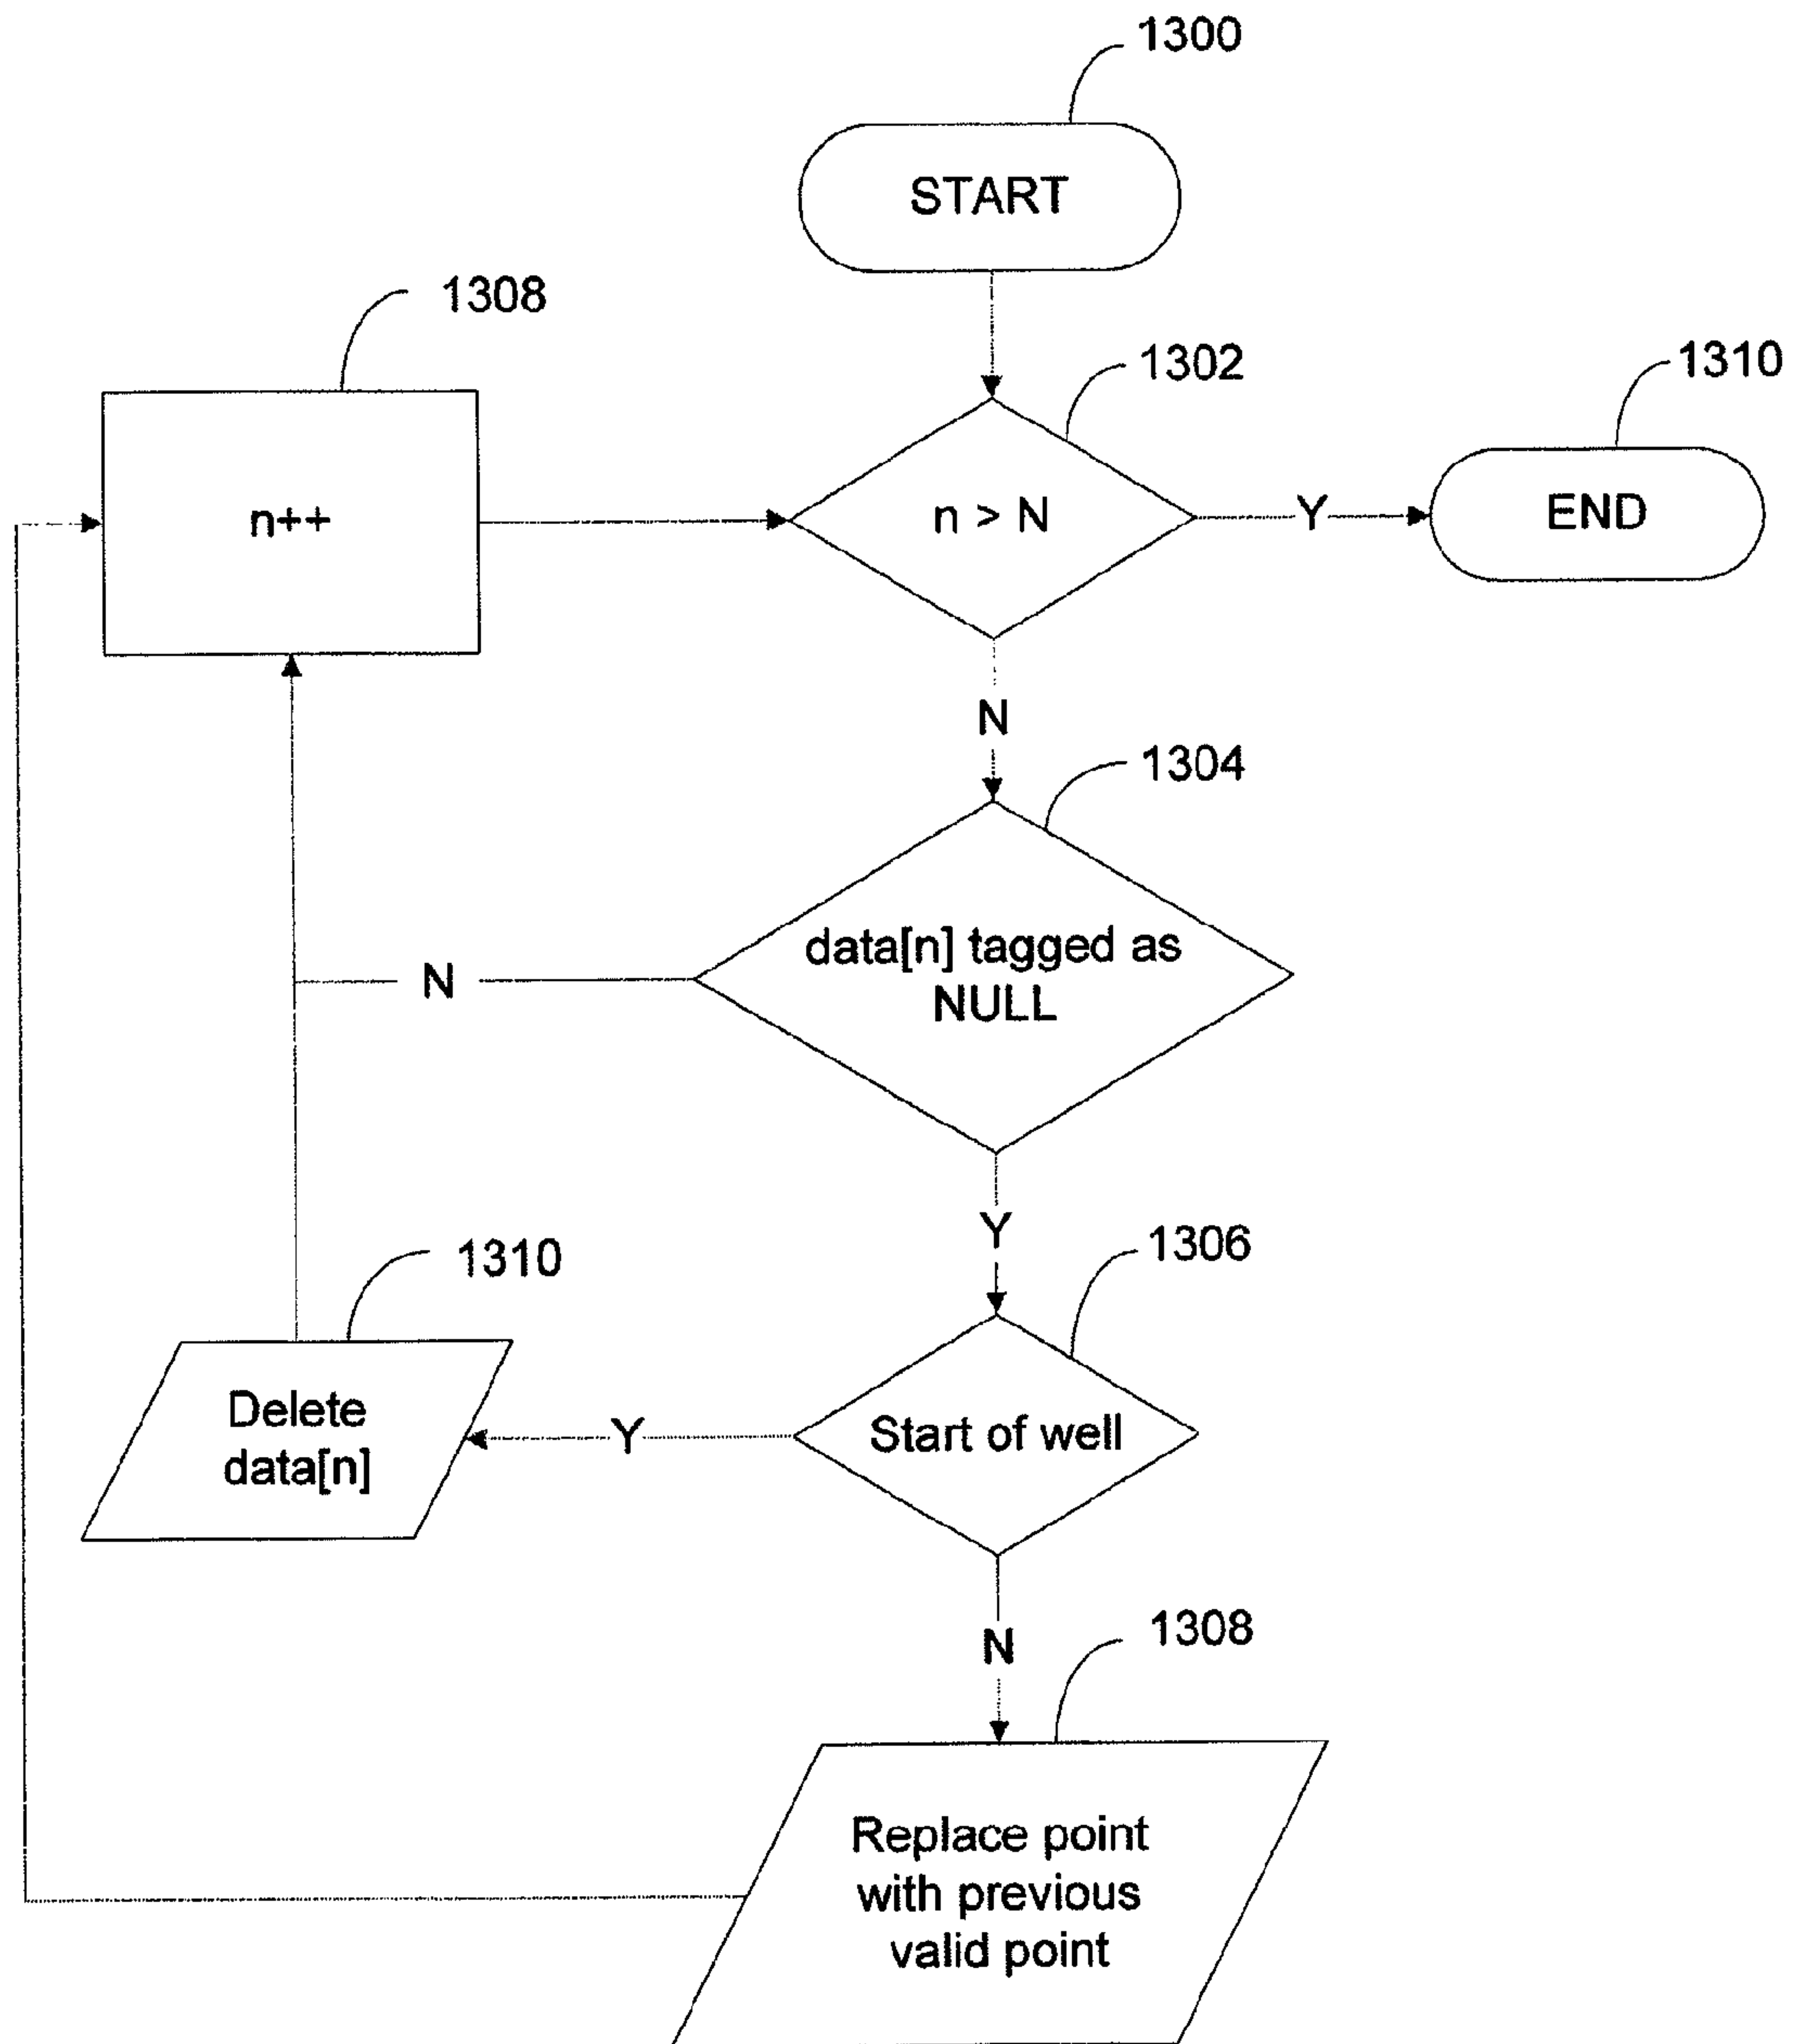 1300
START
1308
1302
1310
n++
n > N
Y
END
N
1304
data[n] tagged as
NULL
N
Y
1306
1310
Delete
data[n]
Y
Start of well
N
1308
Replace point
with previous
valid point